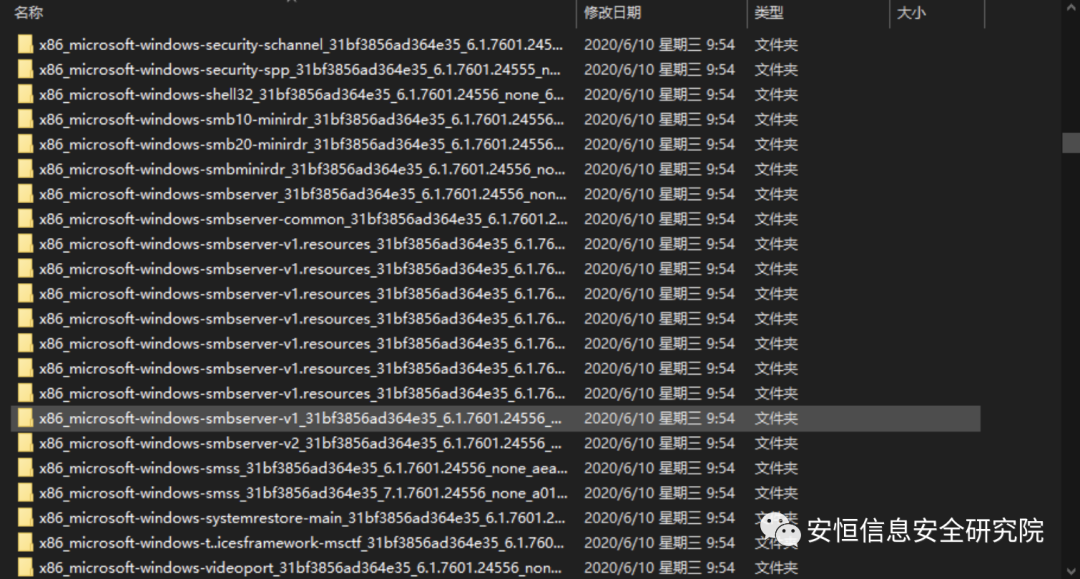 名称 修改日期 类型 大小
x86_microsoft-windows-security-schannel_31bf3856ad364e35_6.1.7601.245... 2020/6/10 星期三 9:54 文件夹
x86_microsoft-windows-security-spp_31bf3856ad364e35_6.1.7601.24555_n... 2020/6/10 星期三 9:54 文件夹
x86_microsoft-windows-shell32_31bf3856ad364e35_6.1.7601.24556_none_6... 2020/6/10 星期三 9:54 文件夹
x86_microsoft-windows-smb10-minirdr_31bf3856ad364e35_6.1.7601.24556... 2020/6/10 星期三 9:54 文件夹
x86_microsoft-windows-smb20-minirdr_31bf3856ad364e35_6.1.7601.24556... 2020/6/10 星期三 9:54 文件夹
x86_microsoft-windows-smbminirdr_31bf3856ad364e35_6.1.7601.24556_no... 2020/6/10 星期三 9:54 文件夹
x86_microsoft-windows-smbserver_31bf3856ad364e35_6.1.7601.24556_non... 2020/6/10 星期三 9:54 文件夹
x86_microsoft-windows-smbserver-common_31bf3856ad364e35_6.1.7601.2... 2020/6/10 星期三 9:54 文件夹
x86_microsoft-windows-smbserver-v1.resources_31bf3856ad364e35_6.1.76... 2020/6/10 星期三 9:54 文件夹
x86_microsoft-windows-smbserver-v1.resources_31bf3856ad364e35_6.1.76... 2020/6/10 星期三 9:54 文件夹
x86_microsoft-windows-smbserver-v1.resources_31bf3856ad364e35_6.1.76... 2020/6/10 星期三 9:54 文件夹
x86_microsoft-windows-smbserver-v1.resources_31bf3856ad364e35_6.1.76... 2020/6/10 星期三 9:54 文件夹
x86_microsoft-windows-smbserver-v1.resources_31bf3856ad364e35_6.1.76... 2020/6/10 星期三 9:54 文件夹
x86_microsoft-windows-smbserver-v1.resources_31bf3856ad364e35_6.1.76... 2020/6/10 星期三 9:54 文件夹
x86_microsoft-windows-smbserver-v1.resources_31bf3856ad364e35_6.1.76... 2020/6/10 星期三 9:54 文件夹
x86_microsoft-windows-smbserver-v1_31bf3856ad364e35_6.1.7601.24556_... 2020/6/10 星期三 9:54 文件夹
x86_microsoft-windows-smbserver-v2_31bf3856ad364e35_6.1.7601.24556_... 2020/6/10 星期三 9:54 文件夹
x86_microsoft-windows-smss_31bf3856ad364e35_6.1.7601.24556_none_aea... 2020/6/10 星期三 9:54 文件夹
x86_microsoft-windows-smss_31bf3856ad364e35_7.1.7601.24556_none_a01... 2020/6/10 星期三 9:54 文件夹
x86_microsoft-windows-systemrestore-main_31bf3856ad364e35_6.1.7601.2... 2020/6/10 星期三 9:54 文件夹
安恒信息安全研究院
x86_microsoft-windows-t..icesframework-msctf_31bf3856ad364e35_6.1.760... 2020/6/10 星期三 9:54 文件夹
x86_microsoft-windows-videoport_31bf3856ad364e35_6.1.7601.24556_non... 2020/6/10 星期三 9:54 文件夹